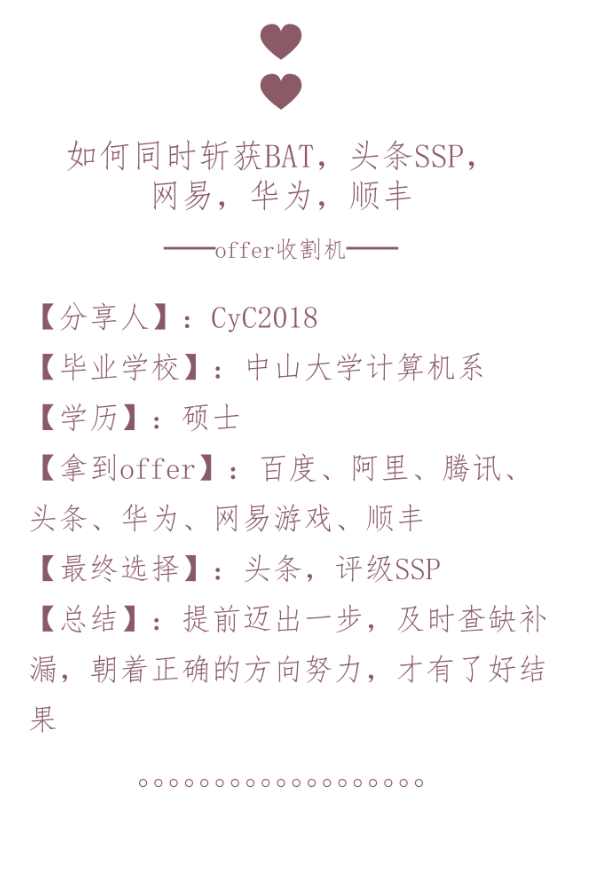 如何同时斩获BAT，头条SSP，
网易，华为，顺丰
——offer收割机——
【分享人】：CyC2018
【毕业学校】：中山大学计算机系
【学历】：硕士
【拿到offer】：百度、阿里、腾讯、
头条、华为、网易游戏、顺丰
【最终选择】：头条，评级SSP
【总结】：提前迈出一步，及时查缺补
漏，朝着正确的方向努力，才有了好结
果